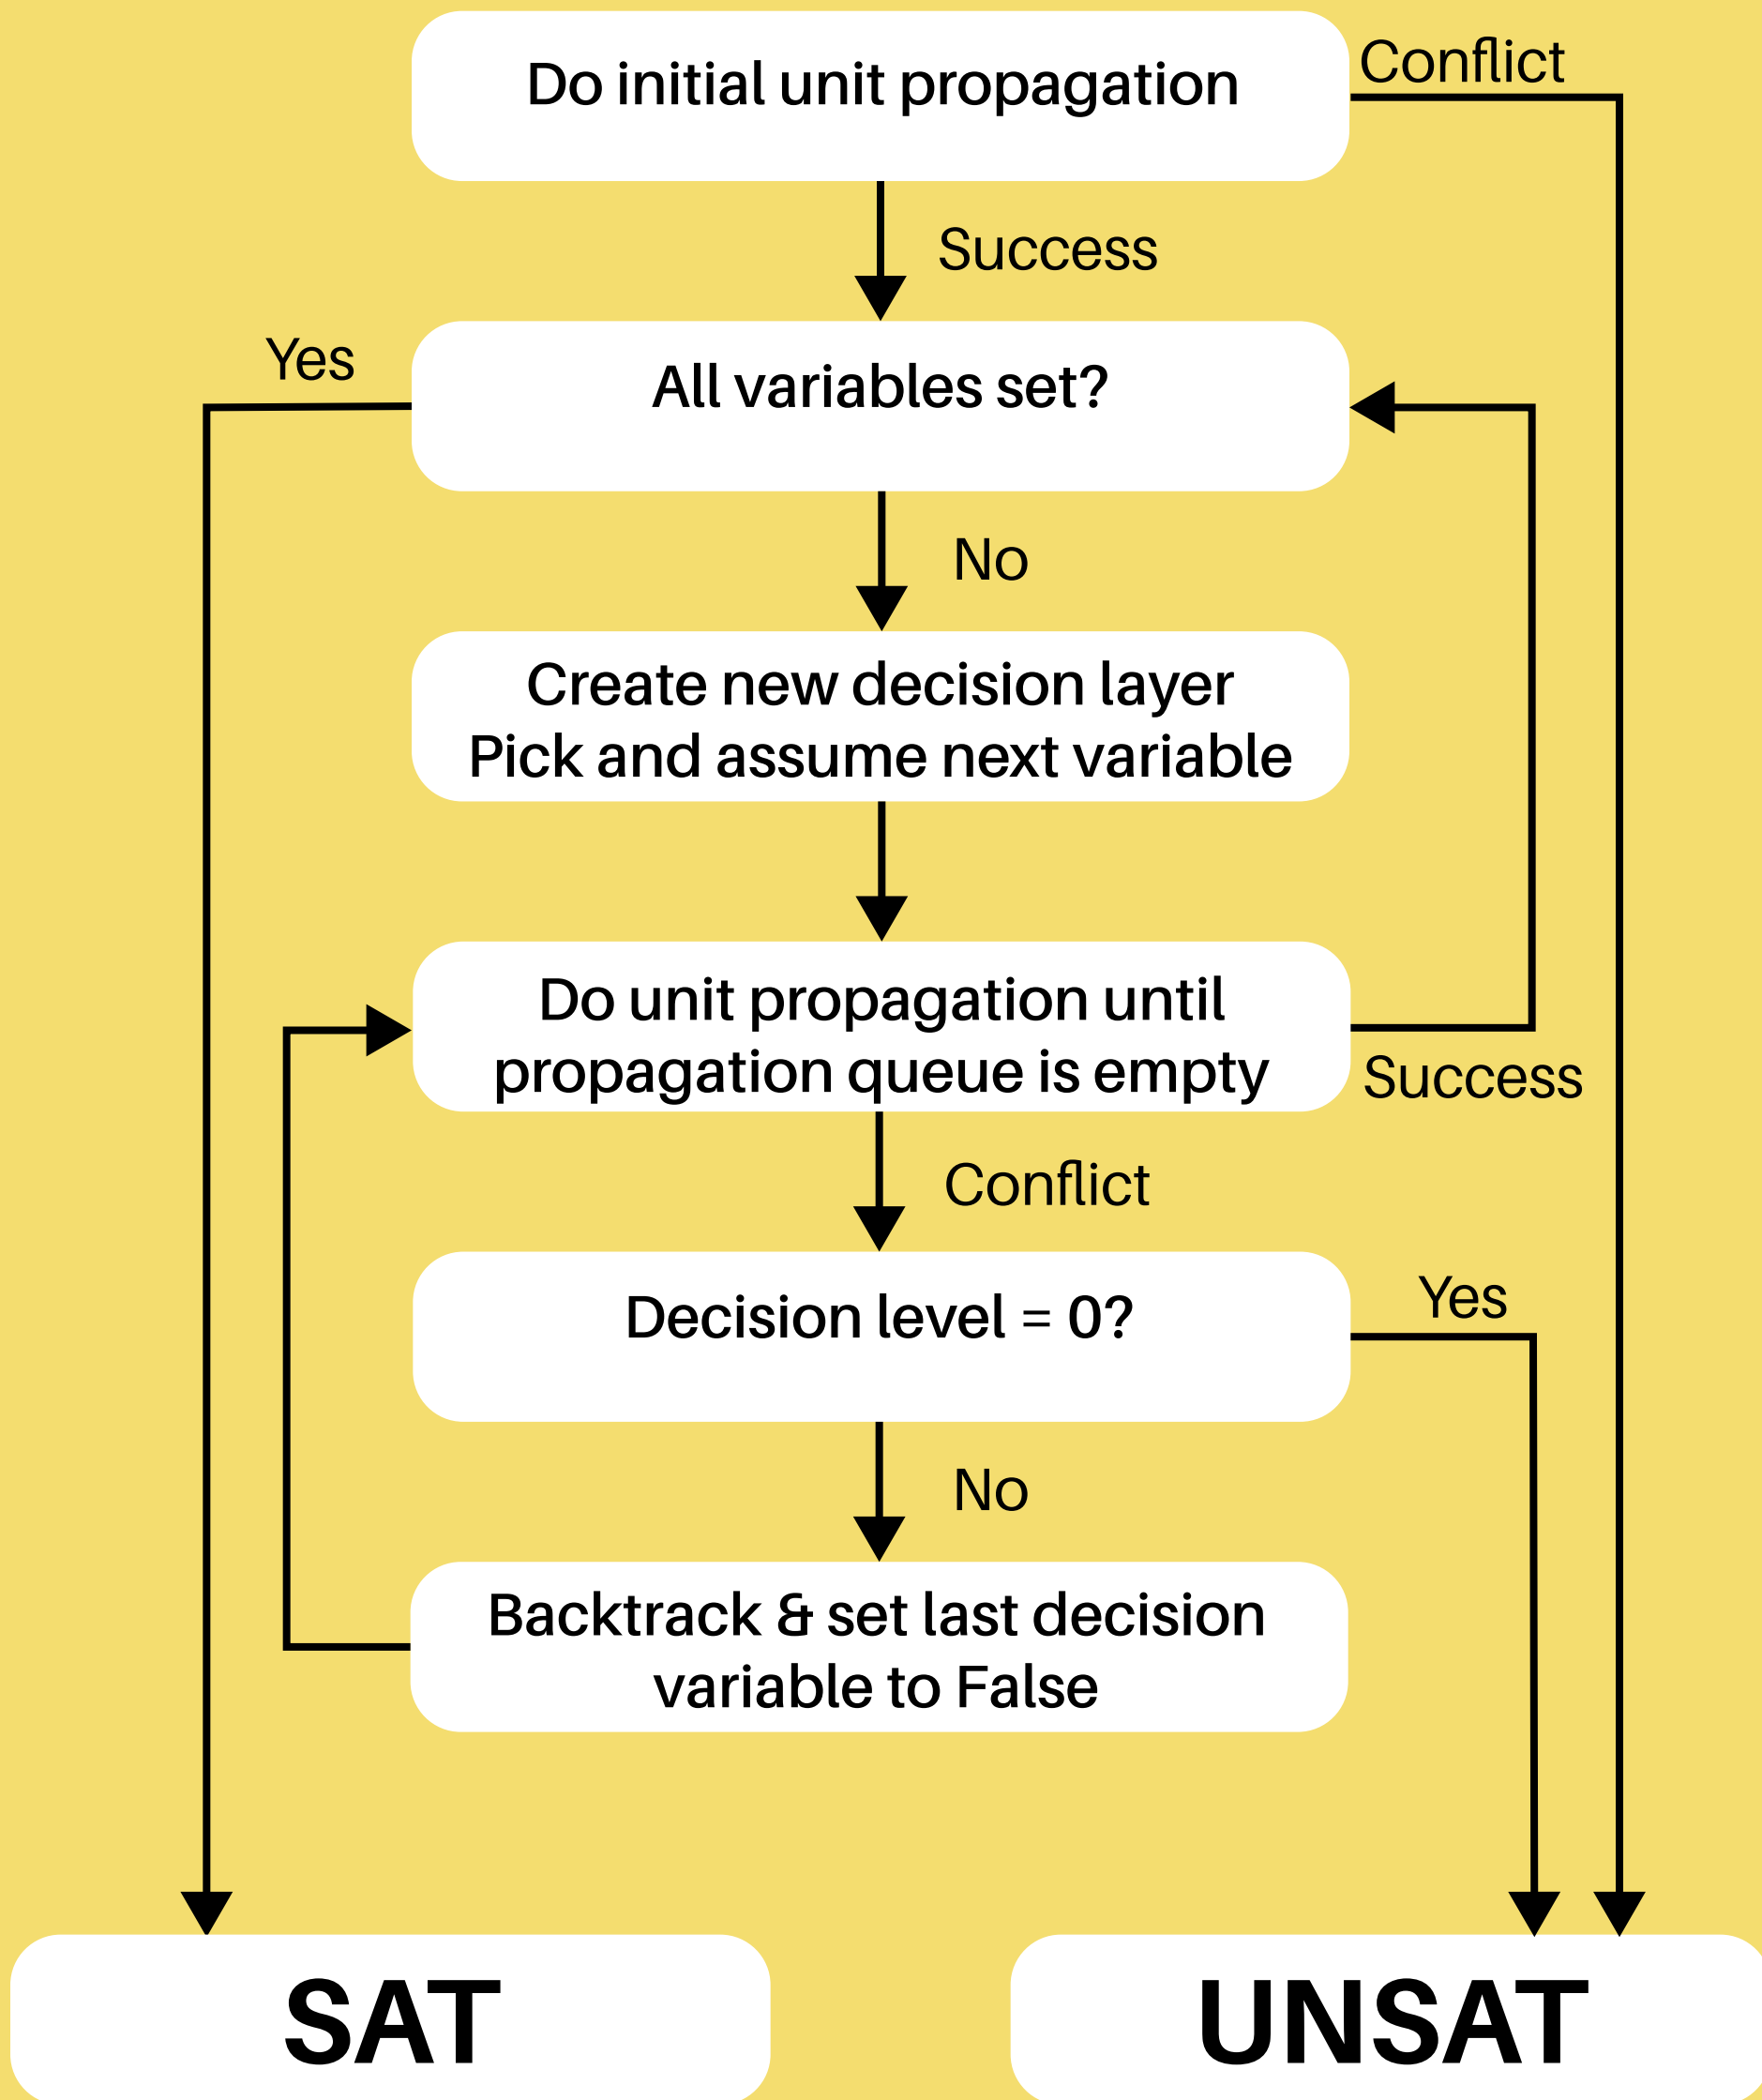 Do initial unit propagation
Conflict
Success
Yes
All variables set?
No
Create new decision layer
Pick and assume next variable
Do unit propagation until
propagation queue is empty
Success
Conflict
Decision level = 0?
Yes
No
Backtrack & set last decision
variable to False
SAT
UNSAT